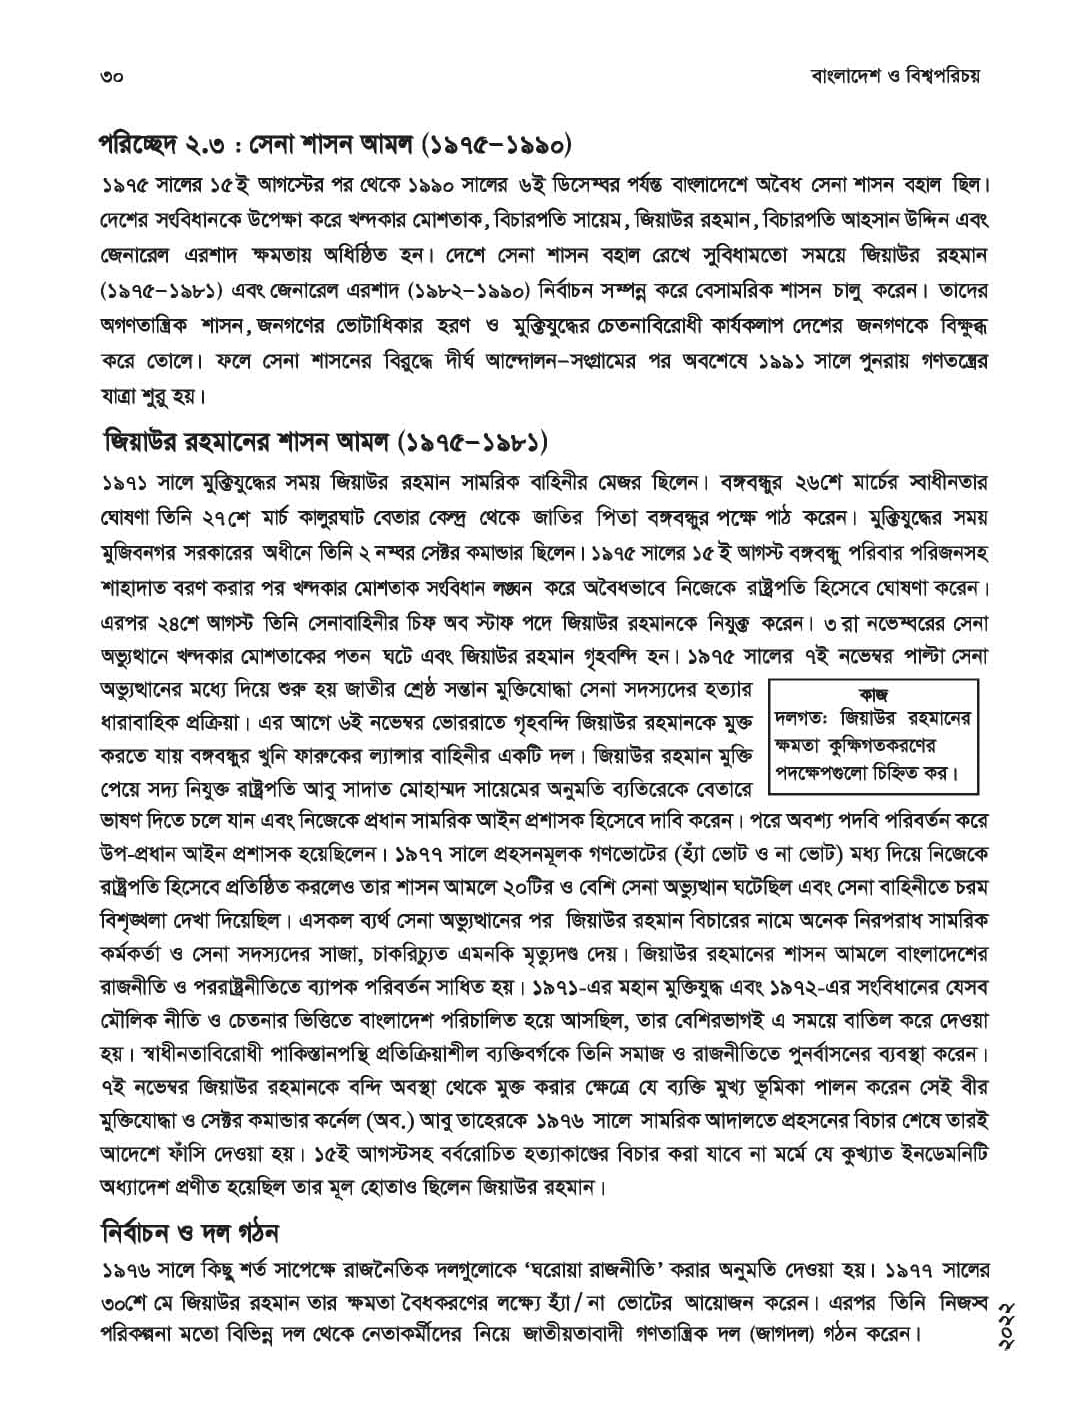 ৩০
বাংলাদেশ ও বিশ্বপরিচয়
পরিচ্ছেদ ২.৩ : সেনা শাসন আমল (১৯৭৫–১৯৯০)
১৯৭৫ সালের ১৫ই আগস্টের পর থেকে ১৯৯০ সালের ৬ই ডিসেম্বর পর্যন্ত বাংলাদেশে অবৈধ সেনা শাসন বহাল ছিল।
দেশের সংবিধানকে উপেক্ষা করে খন্দকার মোশতাক, বিচারপতি সায়েম, জিয়াউর রহমান, বিচারপতি আহসান উদ্দিন এবং
জেনারেল এরশাদ ক্ষমতায় অধিষ্ঠিত হন। দেশে সেনা শাসন বহাল রেখে সুবিধামতো সময়ে জিয়াউর রহমান
(১৯৭৫–১৯৮১) এবং জেনারেল এরশাদ (১৯৮২–১৯৯০) নির্বাচন সম্পন্ন করে বেসামরিক শাসন চালু করেন। তাদের
অগণতান্ত্রিক শাসন, জনগণের ভোটাধিকার হরণ ও মুক্তিযুদ্ধের চেতনাবিরোধী কার্যকলাপ দেশের জনগণকে বিক্ষুব্ধ
করে তোলে। ফলে সেনা শাসনের বিরুদ্ধে দীর্ঘ আন্দোলন–সংগ্রামের পর অবশেষে ১৯৯১ সালে পুনরায় গণতন্ত্রের
যাত্রা শুরু হয়।
জিয়াউর রহমানের শাসন আমল (১৯৭৫–১৯৮১)
১৯৭১ সালে মুক্তিযুদ্ধের সময় জিয়াউর রহমান সামরিক বাহিনীর মেজর ছিলেন। বঙ্গবন্ধুর ২৬শে মার্চের স্বাধীনতার
ঘোষণা তিনি ২৭শে মার্চ কালুরঘাট বেতার কেন্দ্র থেকে জাতির পিতা বঙ্গবন্ধুর পক্ষে পাঠ করেন। মুক্তিযুদ্ধের সময়
মুজিবনগর সরকারের অধীনে তিনি ২ নম্বর সেক্টর কমান্ডার ছিলেন। ১৯৭৫ সালের ১৫ই আগস্ট বঙ্গবন্ধু পরিবার পরিজনসহ
শাহাদাত বরণ করার পর খন্দকার মোশতাক সংবিধান লঙ্ঘন করে অবৈধভাবে নিজেকে রাষ্ট্রপতি হিসেবে ঘোষণা করেন।
এরপর ২৪শে আগস্ট তিনি সেনাবাহিনীর চিফ অব স্টাফ পদে জিয়াউর রহমানকে নিযুক্ত করেন। ৩ রা নভেম্বরের সেনা
অভ্যুত্থানে খন্দকার মোশতাকের পতন ঘটে এবং জিয়াউর রহমান গৃহবন্দি হন। ১৯৭৫ সালের ৭ই নভেম্বর পাল্টা সেনা
অভ্যুত্থানের মধ্যে দিয়ে শুরু হয় জাতীর শ্রেষ্ঠ সন্তান মুক্তিযোদ্ধা সেনা সদস্যদের হত্যার
ধারাবাহিক প্রক্রিয়া। এর আগে ৬ই নভেম্বর ভোররাতে গৃহবন্দি জিয়াউর রহমানকে মুক্ত
করতে যায় বঙ্গবন্ধুর খুনি ফারুকের ল্যান্সার বাহিনীর একটি দল। জিয়াউর রহমান মুক্তি
পেয়ে সদ্য নিযুক্ত রাষ্ট্রপতি আবু সাদাত মোহাম্মদ সায়েমের অনুমতি ব্যতিরেকে বেতারে
কাজ
দলগত: জিয়াউর রহমানের
ক্ষমতা কুক্ষিগতকরণের
পদক্ষেপগুলো চিহ্নিত কর।
ভাষণ দিতে চলে যান এবং নিজেকে প্রধান সামরিক আইন প্রশাসক হিসেবে দাবি করেন। পরে অবশ্য পদবি পরিবর্তন করে
উপ-প্রধান আইন প্রশাসক হয়েছিলেন। ১৯৭৭ সালে প্রহসনমূলক গণভোটের (হ্যাঁ ভোট ও না ভোট) মধ্য দিয়ে নিজেকে
রাষ্ট্রপতি হিসেবে প্রতিষ্ঠিত করলেও তার শাসন আমলে ২০টির ও বেশি সেনা অভ্যুত্থান ঘটেছিল এবং সেনা বাহিনীতে চরম
বিশৃঙ্খলা দেখা দিয়েছিল। এসকল ব্যর্থ সেনা অভ্যুত্থানের পর জিয়াউর রহমান বিচারের নামে অনেক নিরপরাধ সামরিক
কর্মকর্তা ও সেনা সদস্যদের সাজা, চাকরিচ্যুত এমনকি মৃত্যুদণ্ড দেয়। জিয়াউর রহমানের শাসন আমলে বাংলাদেশের
রাজনীতি ও পররাষ্ট্রনীতিতে ব্যাপক পরিবর্তন সাধিত হয়। ১৯৭১-এর মহান মুক্তিযুদ্ধ এবং ১৯৭২-এর সংবিধানের যেসব
মৌলিক নীতি ও চেতনার ভিত্তিতে বাংলাদেশ পরিচালিত হয়ে আসছিল, তার বেশিরভাগই এ সময়ে বাতিল করে দেওয়া
হয়। স্বাধীনতাবিরোধী পাকিস্তানপন্থি প্রতিক্রিয়াশীল ব্যক্তিবর্গকে তিনি সমাজ ও রাজনীতিতে পুনর্বাসনের ব্যবস্থা করেন।
৭ই নভেম্বর জিয়াউর রহমানকে বন্দি অবস্থা থেকে মুক্ত করার ক্ষেত্রে যে ব্যক্তি মুখ্য ভূমিকা পালন করেন সেই বীর
মুক্তিযোদ্ধা ও সেক্টর কমান্ডার কর্নেল (অব.) আবু তাহেরকে ১৯৭৬ সালে সামরিক আদালতে প্রহসনের বিচার শেষে তারই
আদেশে ফাঁসি দেওয়া হয়। ১৫ই আগস্টসহ বর্বরোচিত হত্যাকাণ্ডের বিচার করা যাবে না মর্মে যে কুখ্যাত ইনডেমনিটি
অধ্যাদেশ প্রণীত হয়েছিল তার মূল হোতাও ছিলেন জিয়াউর রহমান।
নির্বাচন ও দল গঠন
১৯৭৬ সালে কিছু শর্ত সাপেক্ষে রাজনৈতিক দলগুলোকে ‘ঘরোয়া রাজনীতি’ করার অনুমতি দেওয়া হয়। ১৯৭৭ সালের
৩০শে মে জিয়াউর রহমান তার ক্ষমতা বৈধকরণের লক্ষ্যে হ্যাঁ/না ভোটের আয়োজন করেন। এরপর তিনি নিজস্ব
পরিকল্পনা মতো বিভিন্ন দল থেকে নেতাকর্মীদের নিয়ে জাতীয়তাবাদী গণতান্ত্রিক দল (জাগদল) গঠন করেন।
২০২২